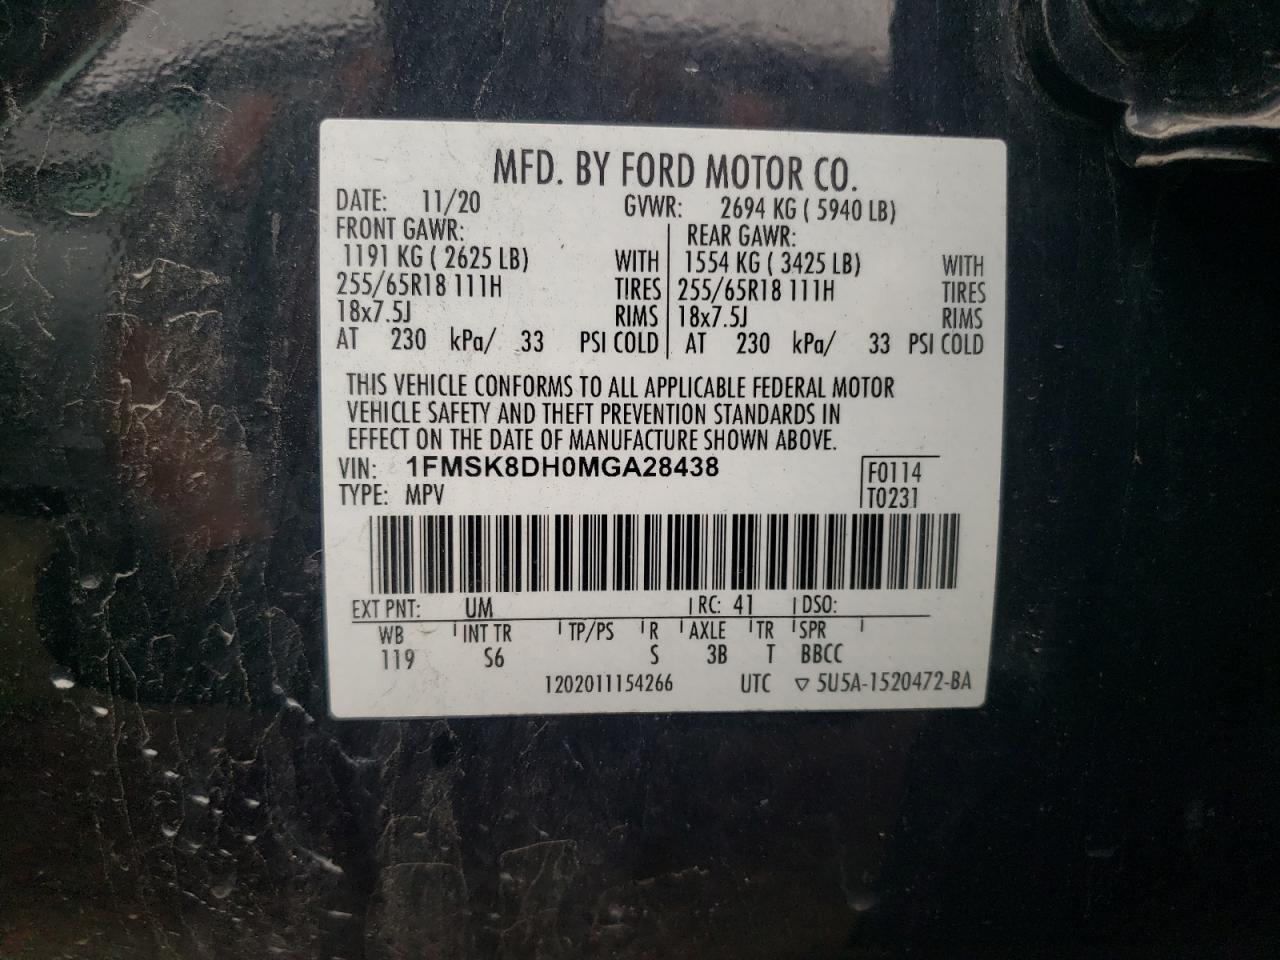 MFD. BY FORD MOTOR CO.
DATE: 11/20 GVWR: 2694 KG ( 5940 LB)
FRONT GAWR: REAR GAWR:
1191 KG ( 2625 LB) WITH 1554 KG ( 3425 LB) WITH
255/65R18 111H TIRES 255/65R18 111H TIRES
18x7.5J RIMS 18x7.5J RIMS
AT 230 kPa/ 33 PSI COLD AT 230 kPa/ 33 PSI COLD
THIS VEHICLE CONFORMS TO ALL APPLICABLE FEDERAL MOTOR
VEHICLE SAFETY AND THEFT PREVENTION STANDARDS IN
EFFECT ON THE DATE OF MANUFACTURE SHOWN ABOVE.
VIN: 1FMSK8DH0MGA28438 F0114
TYPE: MPV T0231
EXT PNT: UM RC: 41 DSO:
WB INT TR TP/PS R AXLE TR SPR
119 S6 S 3B T BBCC
1202011154266 UTC ▽ 5U5A-1520472-BA